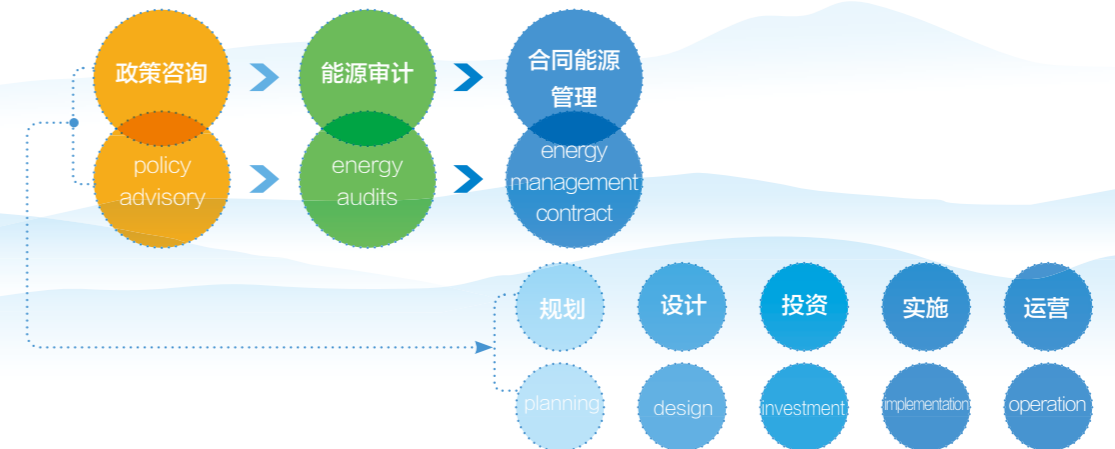 政策咨询
能源审计
合同能源
管理
policy
advisory
energy
audits
energy
management
contract
规划
设计
投资
实施
运营
planning
design
investment
implementation
operation